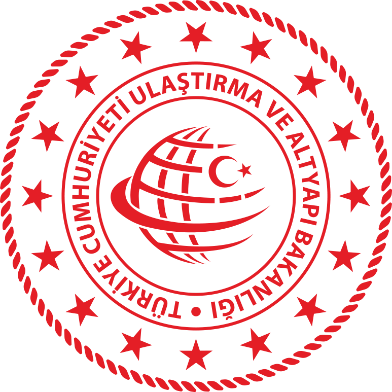 TÜRKİYE CUMHURİYETİ ULAŞTIRMA VE ALTYAPI BAKANLIĞI •